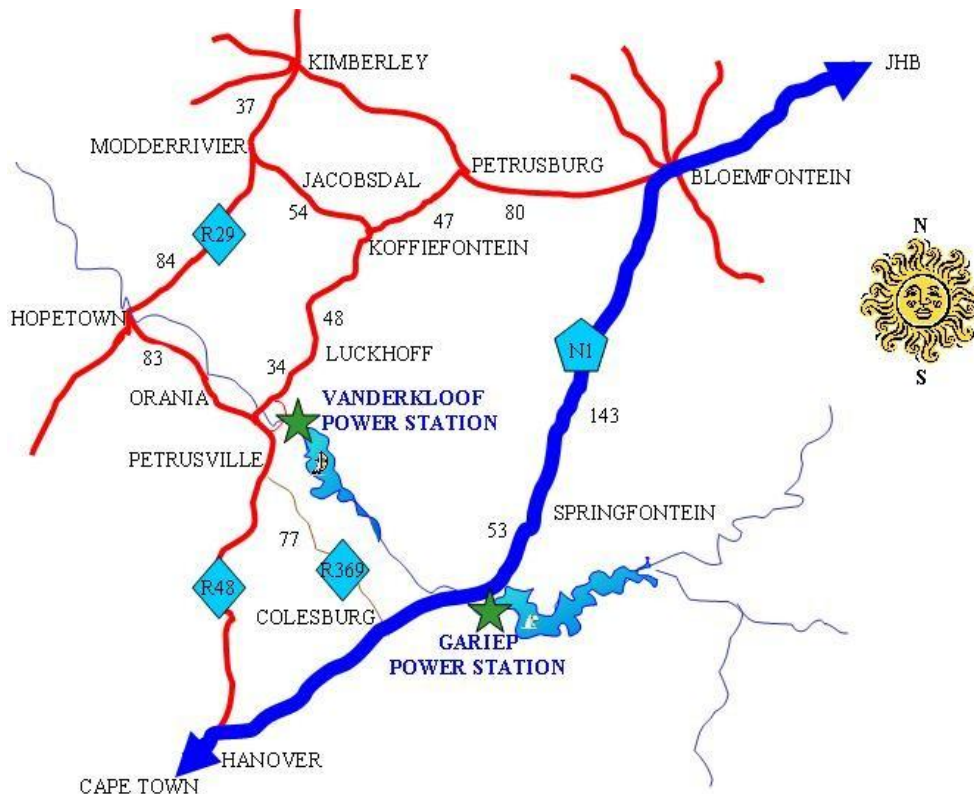 KIMBERLEY
JHB
37
MODDERRIVIER
PETRUSBURG
JACOBSDAL
BLOEMFONTEIN
54
47
80
N
R29
KOFFIEFONTEIN
84
HOPETOWN
48
LUCKHOFF
N1
83
34
S
ORANIA
VANDERKLOOF
POWER STATION
143
PETRUSVILLE
SPRINGFONTEIN
53
77
R369
R48
COLESBURG
GARIEP
POWER STATION
HANOVER
CAPE TOWN